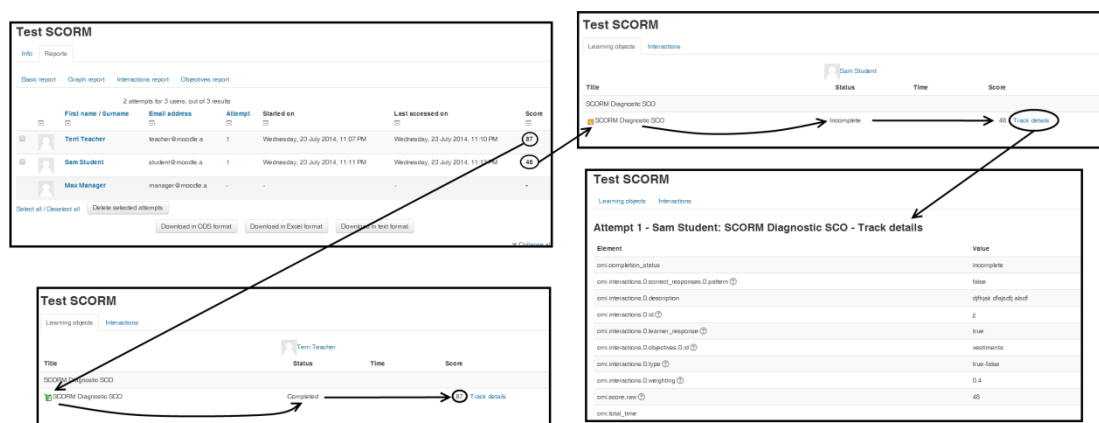 Test SCORM
Info Reports
Basic report Graph report Interactions report Objectives report
2 attempts for 3 users, out of 3 results
First name / Surname Email address Attempt Started on Last accessed on Score
Terri Teacher teacher@moodle.a 1 Wednesday, 23 July 2014, 11:07 PM Wednesday, 23 July 2014, 11:10 PM 87
Sam Student student@moodle.a 1 Wednesday, 23 July 2014, 11:11 PM Wednesday, 23 July 2014, PM 48
Max Manager manager@moodle.a - - - -
Select all / Deselect all Delete selected attempts
Download in ODS format Download in Excel format Download in text format
Collapse
Test SCORM
Learning objects Interactions
Sam Student
Title Status Time Score
SCORM Diagnostic SCO
SCORM Diagnostic SCO Incomplete 48 Track details
Test SCORM
Learning objects Interactions
Attempt 1 - Sam Student: SCORM Diagnostic SCO - Track details
Element Value
cmi.completion_status incomplete
cmi.interactions.0.correct_responses.0.pattern false
cmi.interactions.0.description
cmi.interactions.0.id
cmi.interactions.0.learner_response true
cmi.interactions.0.objectives.0.id vestimenta
cmi.interactions.0.type true-false
cmi.interactions.0.weighting 0.4
cmi.score.raw 48
cmi.total_time
Test SCORM
Learning objects Interactions
Terri Teacher
Title Status Time Score
SCORM Diagnostic SCO
SCORM Diagnostic SCO Completed 87 Track details